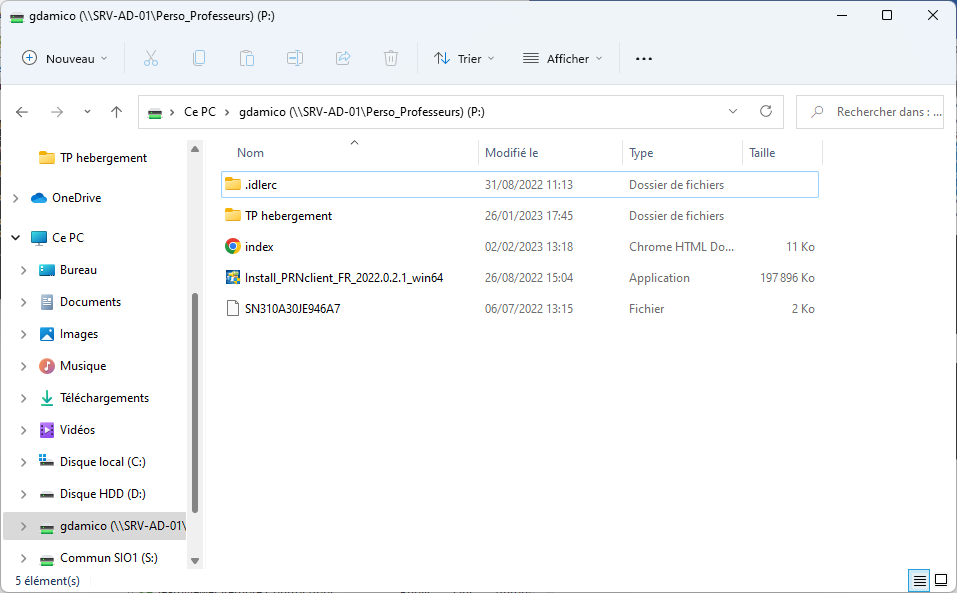 gdamico (\\SRV-AD-01\Perso_Professeurs) (P:)
Nouveau Trier Afficher
Ce PC gdamico (\\SRV-AD-01\Perso_Professeurs) (P:) Rechercher dans : ...
Nom Modifié le Type Taille
.idlerc 31/08/2022 11:13 Dossier de fichiers
TP hebergement 26/01/2023 17:45 Dossier de fichiers
index 02/02/2023 13:18 Chrome HTML Do... 11 Ko
Install_PRNclient_FR_2022.0.2.1_win64 26/08/2022 15:04 Application 197 896 Ko
SN310A30JE946A7 06/07/2022 13:15 Fichier 2 Ko
TP hebergement
OneDrive
Ce PC
Bureau
Documents
Images
Musique
Téléchargements
Vidéos
Disque local (C:)
Disque HDD (D:)
gdamico (\\SRV-AD-01\
Commun SIO1 (S:)
5 élément(s)